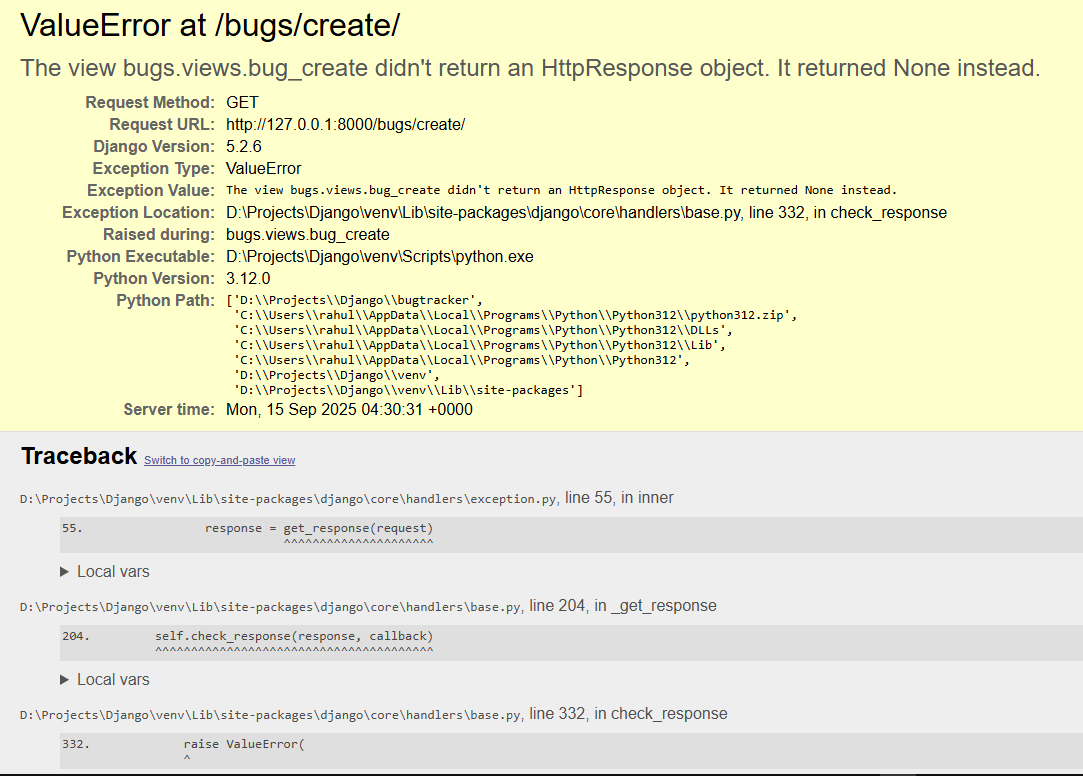 ValueError at /bugs/create/
The view bugs.views.bug_create didn't return an HttpResponse object. It returned None instead.
Request Method: GET
Request URL: http://127.0.0.1:8000/bugs/create/
Django Version: 5.2.6
Exception Type: ValueError
Exception Value: The view bugs.views.bug_create didn't return an HttpResponse object. It returned None instead.
Exception Location: D:\Projects\Django\venv\Lib\site-packages\django\core\handlers\base.py, line 332, in check_response
Raised during: bugs.views.bug_create
Python Executable: D:\Projects\Django\venv\Scripts\python.exe
Python Version: 3.12.0
Python Path: ['D:\\Projects\\Django\\bugtracker',
'C:\\Users\\rahul\\AppData\\Local\\Programs\\Python\\Python312\\python312.zip',
'C:\\Users\\rahul\\AppData\\Local\\Programs\\Python\\Python312\\DLLs',
'C:\\Users\\rahul\\AppData\\Local\\Programs\\Python\\Python312\\Lib',
'C:\\Users\\rahul\\AppData\\Local\\Programs\\Python\\Python312',
'D:\\Projects\\Django\\venv',
'D:\\Projects\\Django\\venv\\Lib\\site-packages']
Server time: Mon, 15 Sep 2025 04:30:31 +0000
Traceback Switch to copy-and-paste view
D:\Projects\Django\venv\Lib\site-packages\django\core\handlers\exception.py, line 55, in inner
55. response = get_response(request)
^^^^^^^^^^^^^^^^^^^^^
▶ Local vars
D:\Projects\Django\venv\Lib\site-packages\django\core\handlers\base.py, line 204, in _get_response
204. self.check_response(response, callback)
^^^^^^^^^^^^^^^^^^^^^^^^^^^^^^^^^^^^^^^
▶ Local vars
D:\Projects\Django\venv\Lib\site-packages\django\core\handlers\base.py, line 332, in check_response
332. raise ValueError(
^